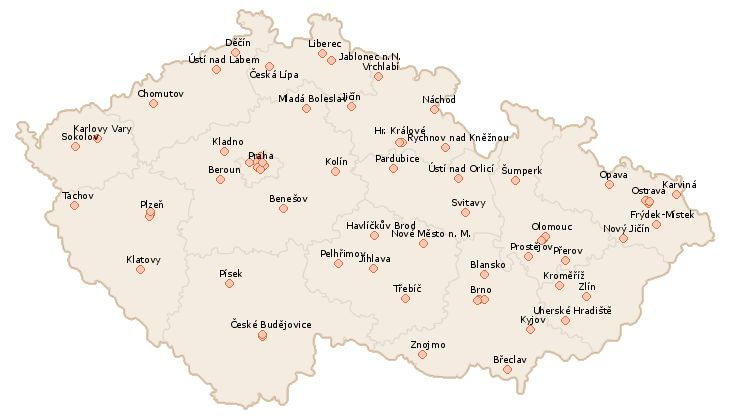 Děčín
Liberec
Ústí nad Labem
Jablonec n.N.
Vrchlabí
Česká Lípa
Chomutov
Mladá Boleslav
Jičín
Náchod
Karlovy Vary
Sokolov
Hr. Králové
Rychnov nad Kněžnou
Kladno
Praha
Kolín
Pardubice
Beroun
Ústí nad Orlicí
Šumperk
Opava
Karviná
Tachov
Plzeň
Benešov
Svitavy
Ostrava
Frýdek-Místek
Havlíčkův Brod
Nové Město n. M.
Olomouc
Nový Jičín
Prostějov
Přerov
Klatovy
Pelhřimov
Jihlava
Blansko
Písek
Kroměříž
Třebíč
Brno
Zlín
České Budějovice
Uherské Hradiště
Kyjov
Znojmo
Břeclav